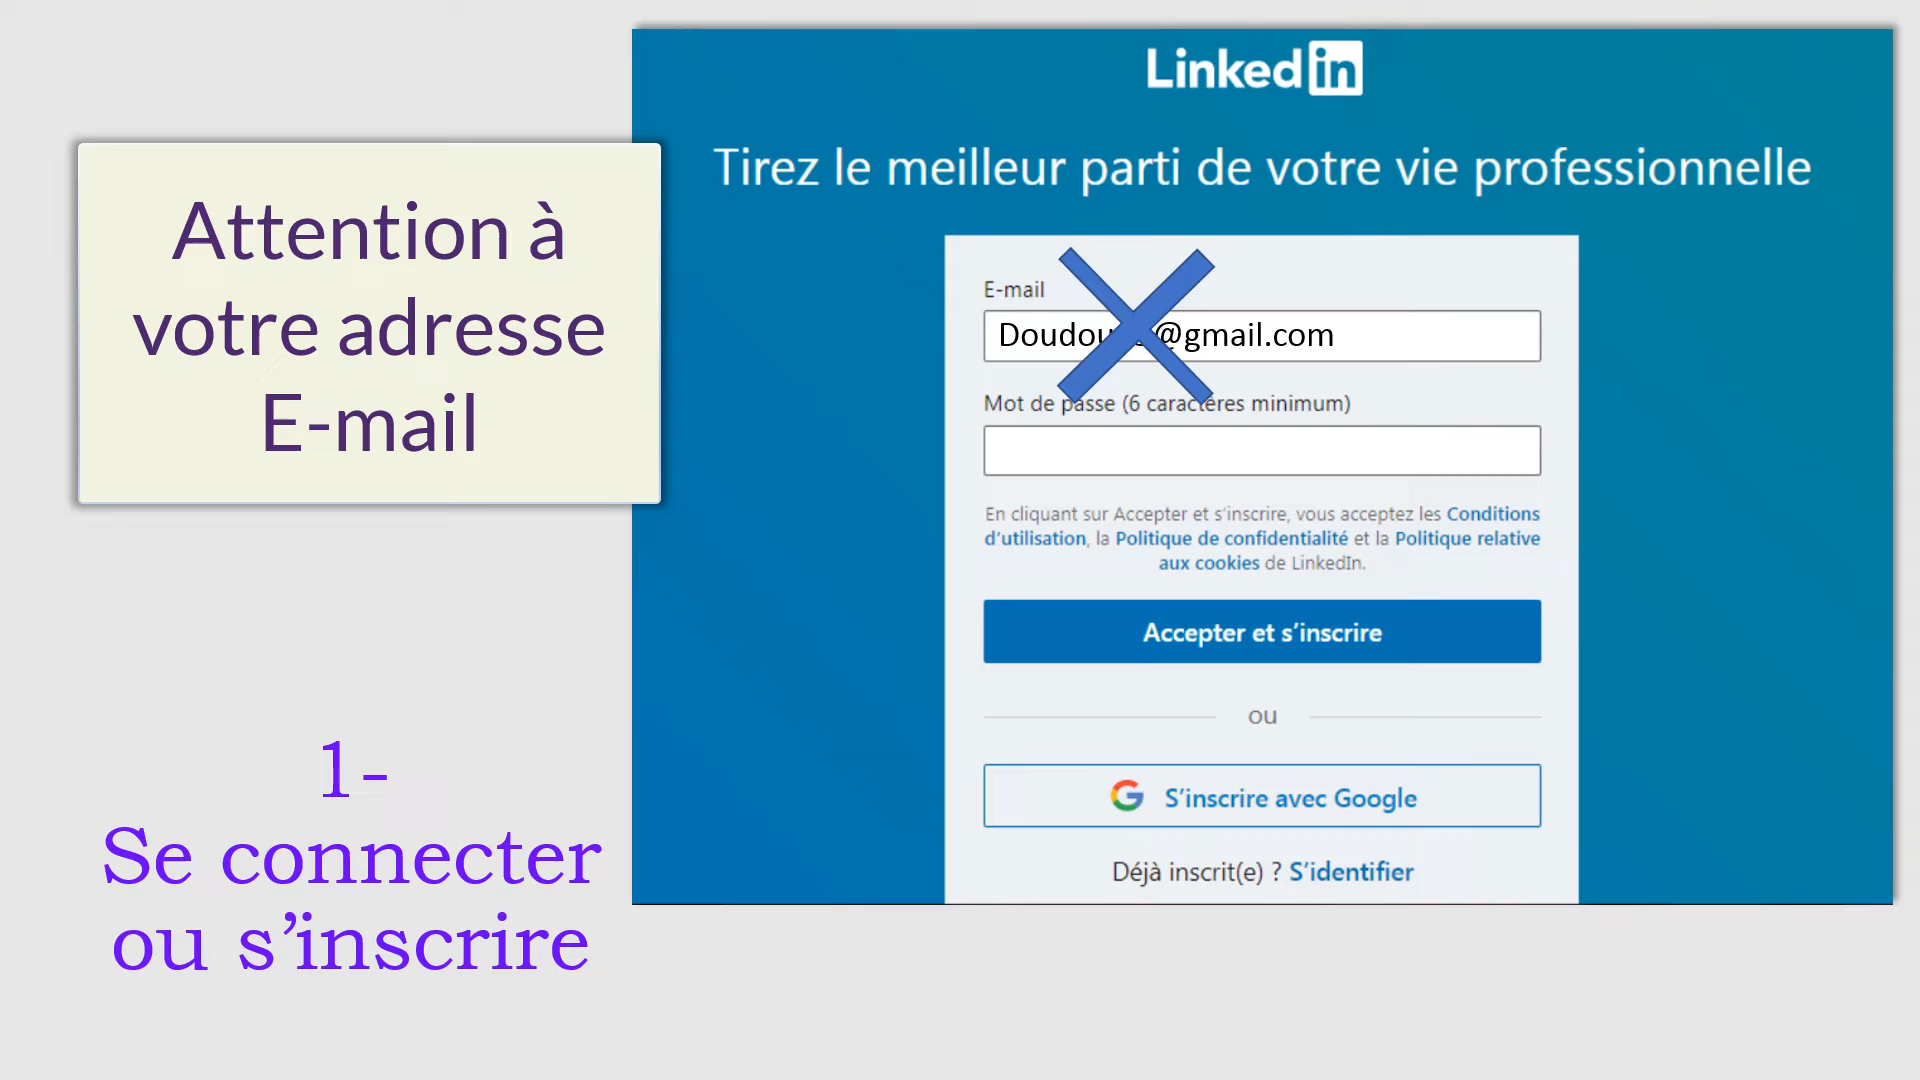 Attention à
votre adresse
E-mail
1-
Se connecter
ou s’inscrire
Linkedin
Tirez le meilleur parti de votre vie professionnelle
E-mail
@gmail.com
Mot de passe (6 caractères minimum)
En cliquant sur Accepter et s’inscrire, vous acceptez les Conditions
d’utilisation, la Politique de confidentialité et la Politique relative
aux cookies de LinkedIn.
Accepter et s’inscrire
ou
S’inscrire avec Google
Déjà inscrit(e) ? S’identifier